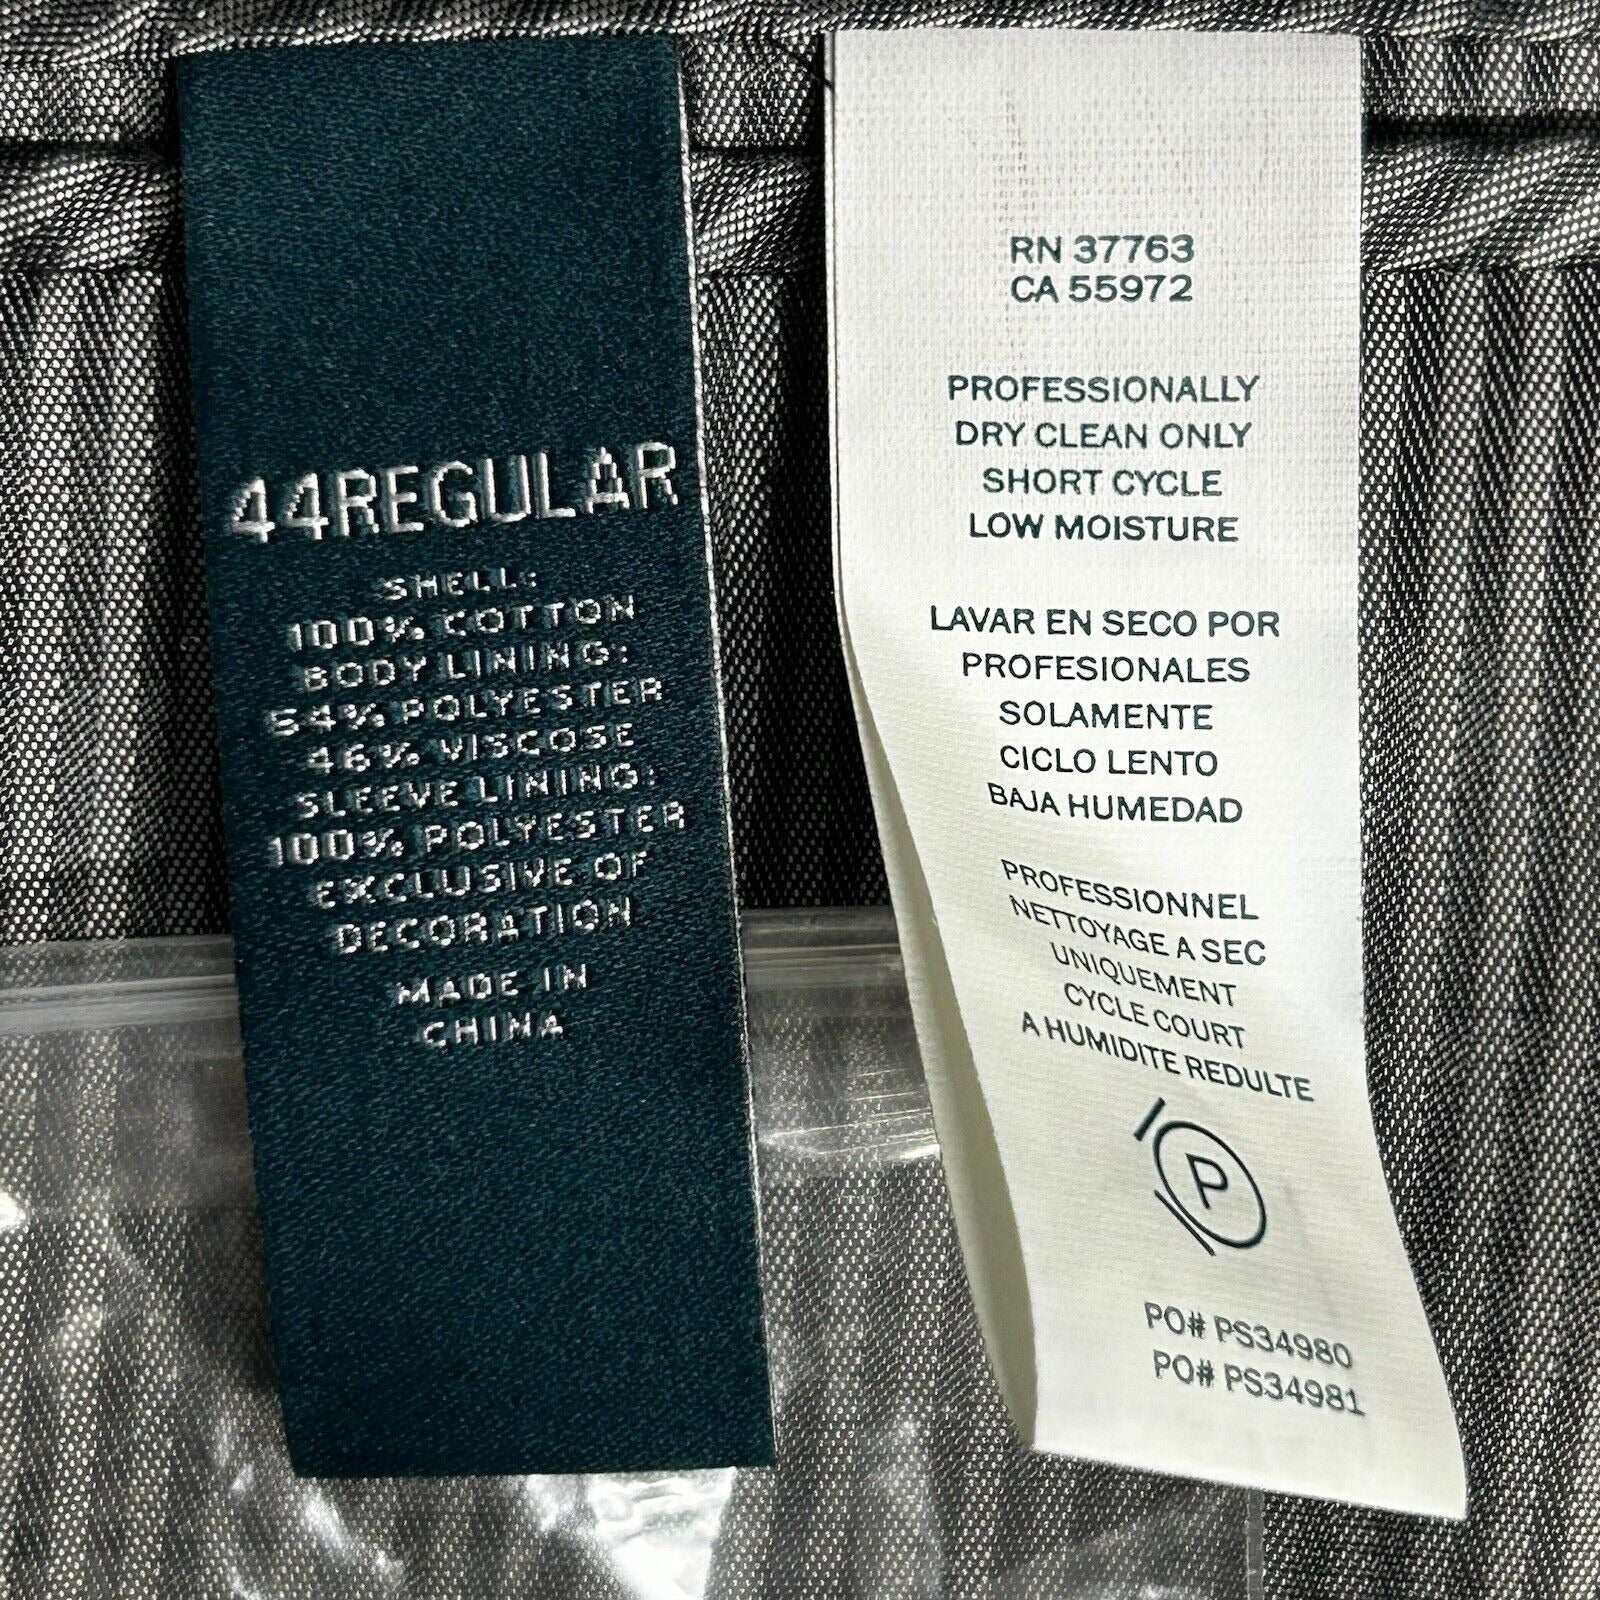 44REGULAR
SHELL:
100% COTTON
BODY LINING:
54% POLYESTER
46% VISCOSE
SLEEVE LINING:
100% POLYESTER
EXCLUSIVE OF
DECORATION
MADE IN
CHINA
RN 37763
CA 55972
PROFESSIONALLY
DRY CLEAN ONLY
SHORT CYCLE
LOW MOISTURE
LAVAR EN SECO POR
PROFESIONALES
SOLAMENTE
CICLO LENTO
BAJA HUMEDAD
PROFESSIONNEL
NETTOYAGE A SEC
UNIQUEMENT
CYCLE COURT
A HUMIDITE REDULTE
P
PO# PS34980
PO# PS34981